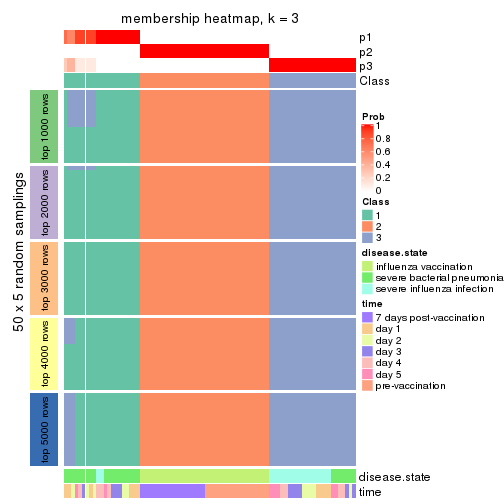 membership heatmap, k = 3
p1
p2
p3
Class
50 x 5 random samplings
top 1000 rows
top 2000 rows
top 3000 rows
top 4000 rows
top 5000 rows
disease.state
time
Prob
1
0.8
0.6
0.4
0.2
0
Class
1
2
3
disease.state
influenza vaccination
severe bacterial pneumonia
severe influenza infection
time
7 days post-vaccination
day 1
day 2
day 3
day 4
day 5
pre-vaccination